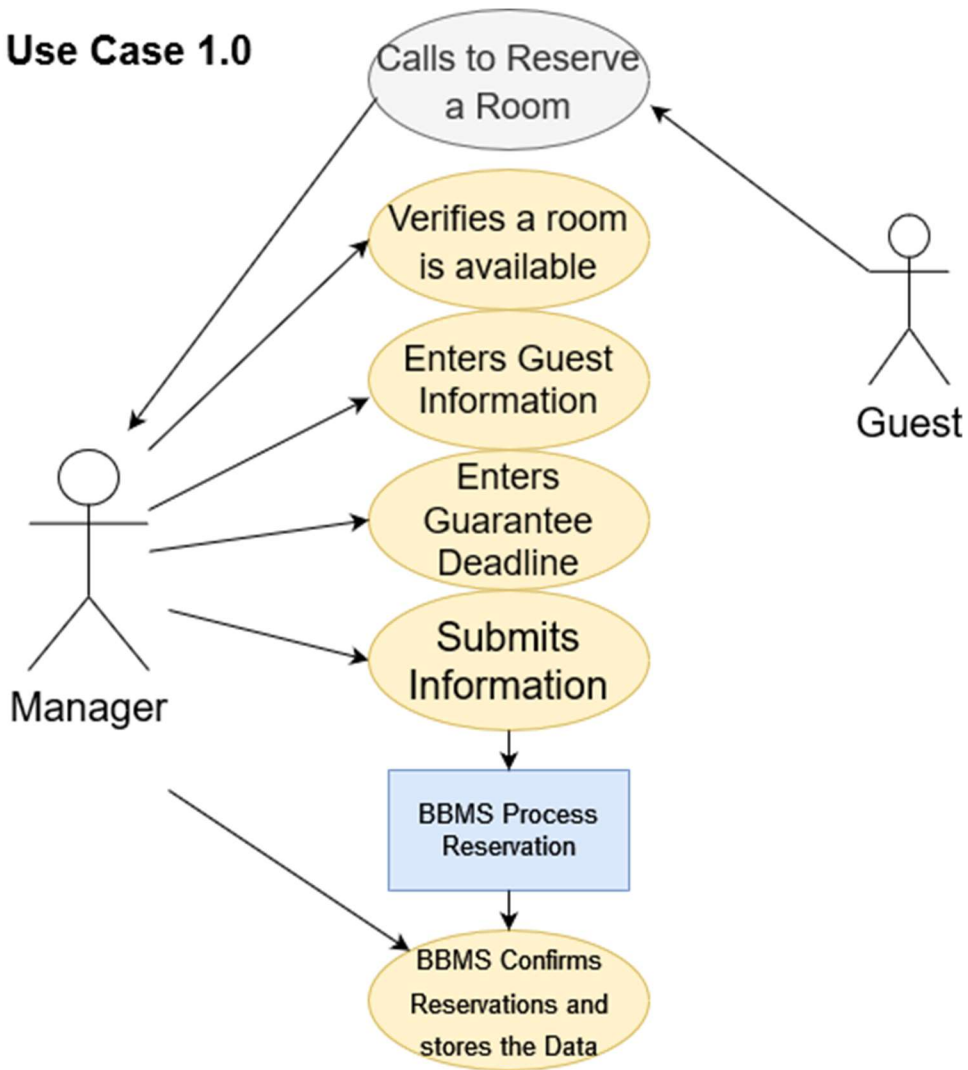 Use Case 1.0
Calls to Reserve
a Room
Verifies a room
is available
Enters Guest
Information
Guest
Enters
Guarantee
Deadline
Submits
Information
Manager
BBMS Process
Reservation
BBMS Confirms
Reservations and
stores the Data